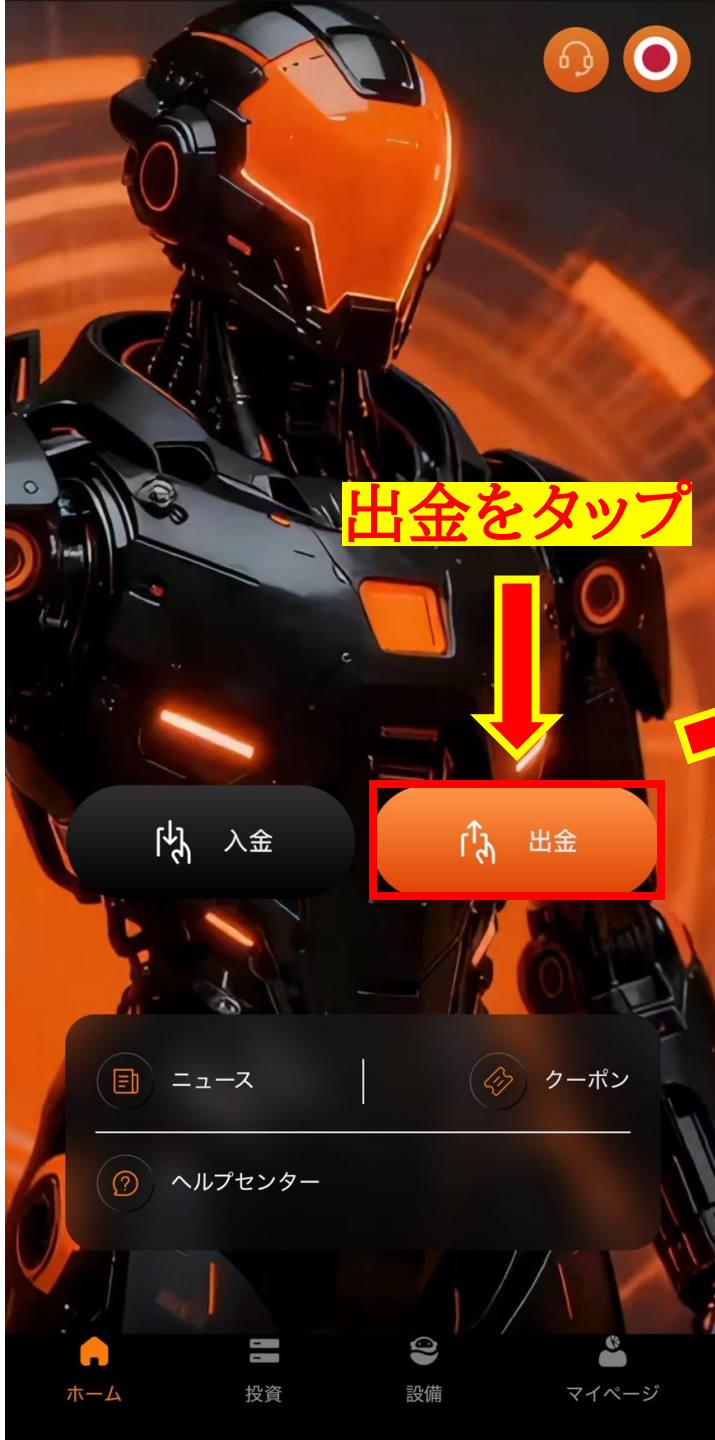 出金をタップ
入金
出金
ニュース
クーポン
ヘルプセンター
ホーム
投資
設備
マイページ